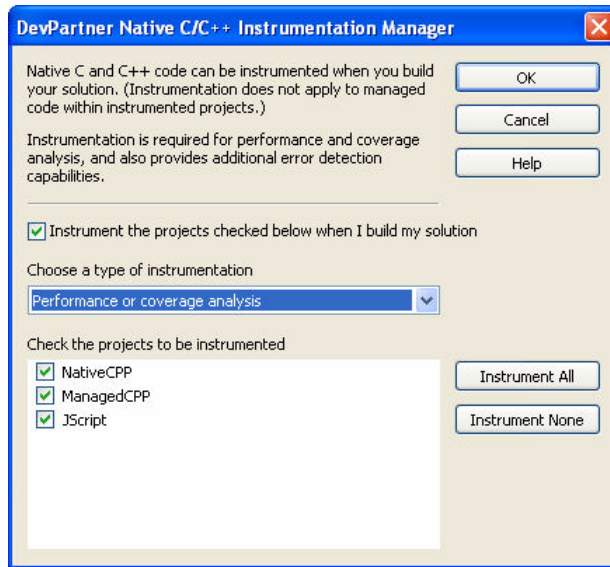 DevPartner Native C/C++ Instrumentation Manager
Native C and C++ code can be instrumented when you build
your solution. (Instrumentation does not apply to managed
code within instrumented projects.)
Instrumentation is required for performance and coverage
analysis, and also provides additional error detection
capabilities.
OK
Cancel
Help
Instrument the projects checked below when I build my solution
Choose a type of instrumentation
Performance or coverage analysis
Check the projects to be instrumented
NativeCPP
ManagedCPP
JScript
Instrument All
Instrument None